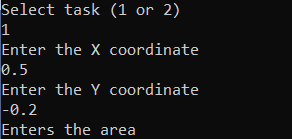 Select task (1 or 2)
1
Enter the X coordinate
0.5
Enter the Y coordinate
-0.2
Enters the area